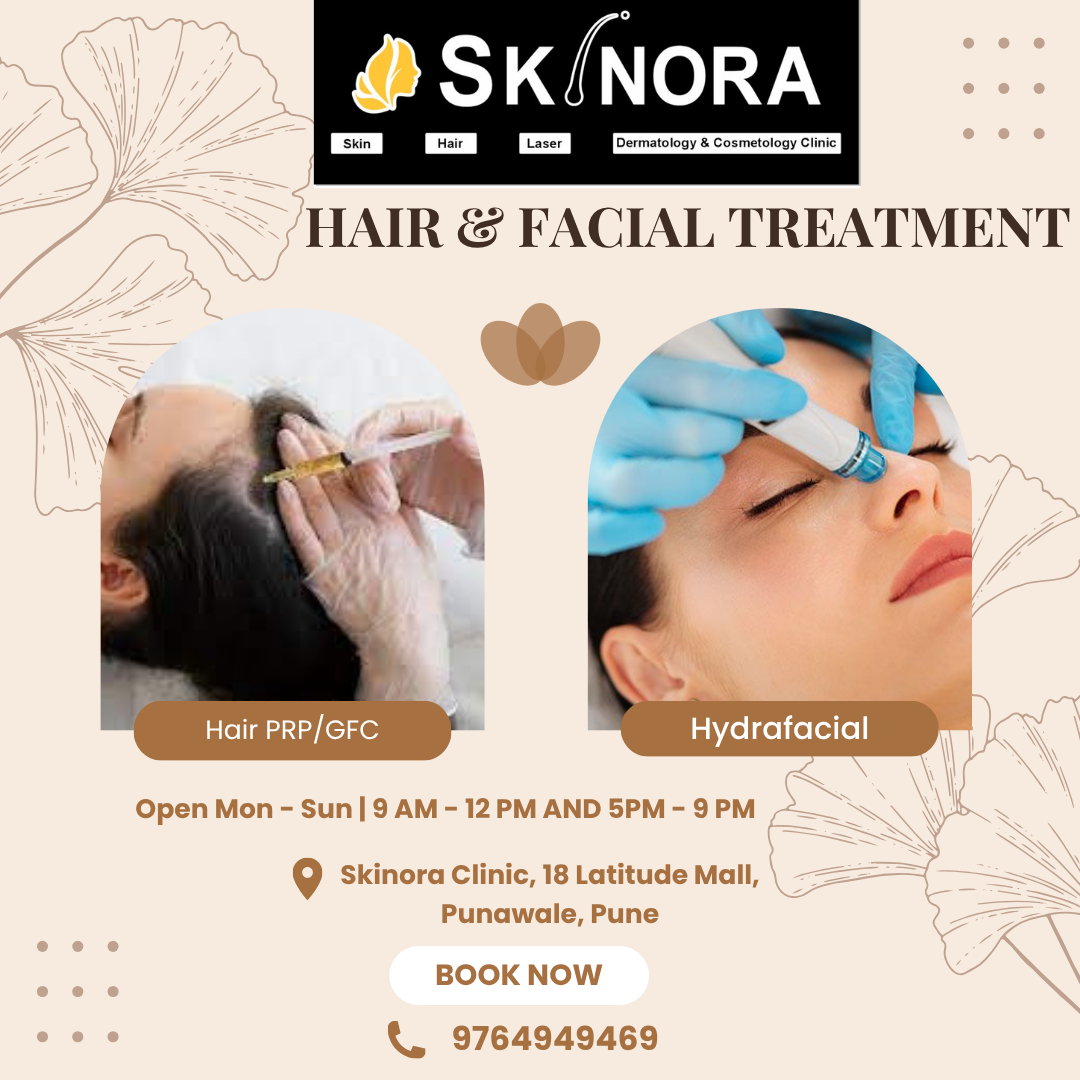 SKINORA
Skin Hair Laser Dermatology & Cosmetology Clinic
HAIR & FACIAL TREATMENT
Hair PRP/GFC
Hydrafacial
Open Mon - Sun | 9 AM - 12 PM AND 5PM - 9 PM
Skinora Clinic, 18 Latitude Mall,
Punawale, Pune
BOOK NOW
9764949469